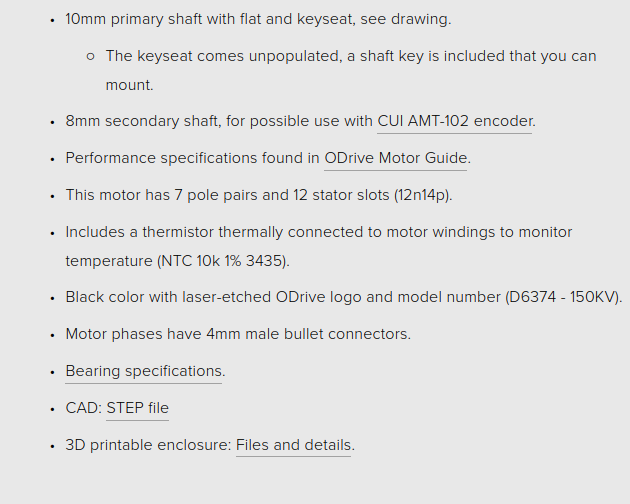 • 10mm primary shaft with flat and keyseat, see drawing.
○ The keyseat comes unpopulated, a shaft key is included that you can
mount.
• 8mm secondary shaft, for possible use with CUI AMT-102 encoder.
• Performance specifications found in ODrive Motor Guide.
• This motor has 7 pole pairs and 12 stator slots (12n14p).
• Includes a thermistor thermally connected to motor windings to monitor
temperature (NTC 10k 1% 3435).
• Black color with laser-etched ODrive logo and model number (D6374 - 150KV).
• Motor phases have 4mm male bullet connectors.
• Bearing specifications.
• CAD: STEP file
• 3D printable enclosure: Files and details.